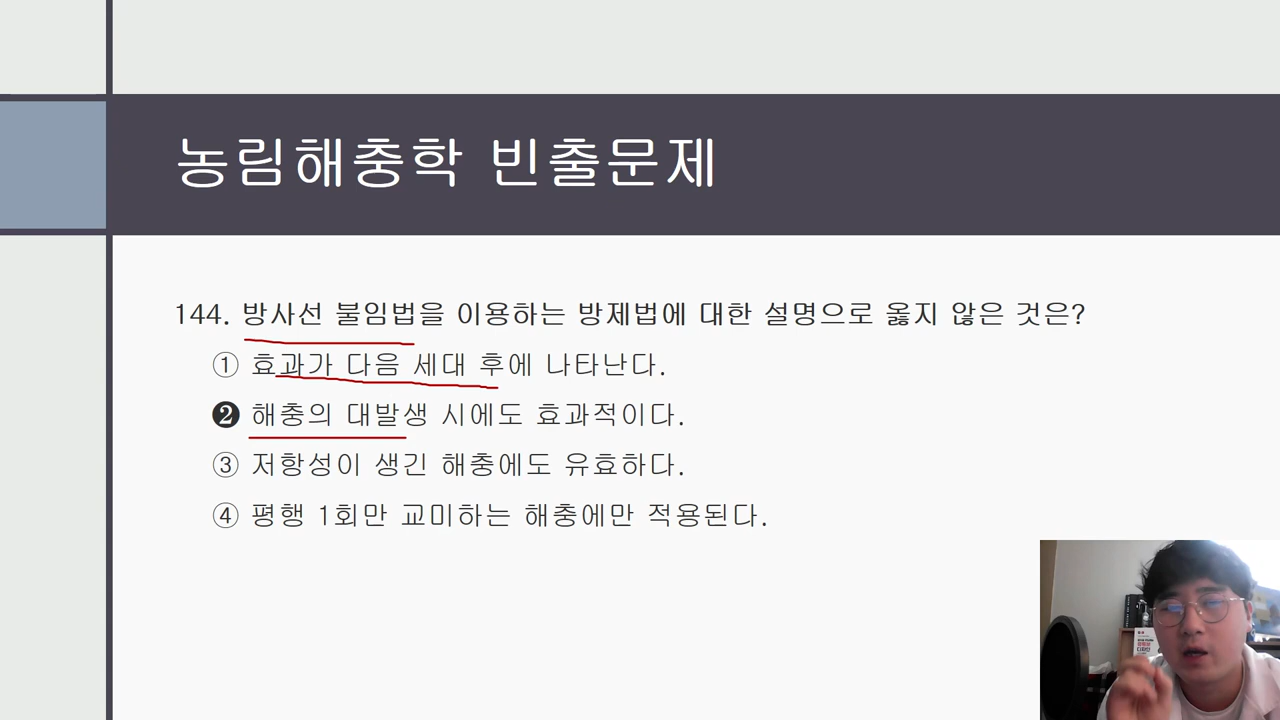 농림해충학 빈출문제
144. 방사선 불임법을 이용하는 방제법에 대한 설명으로 옳지 않은 것은?
① 효과가 다음 세대 후에 나타난다.
❷ 해충의 대발생 시에도 효과적이다.
③ 저항성이 생긴 해충에도 유효하다.
④ 평행 1회만 교미하는 해충에만 적용된다.